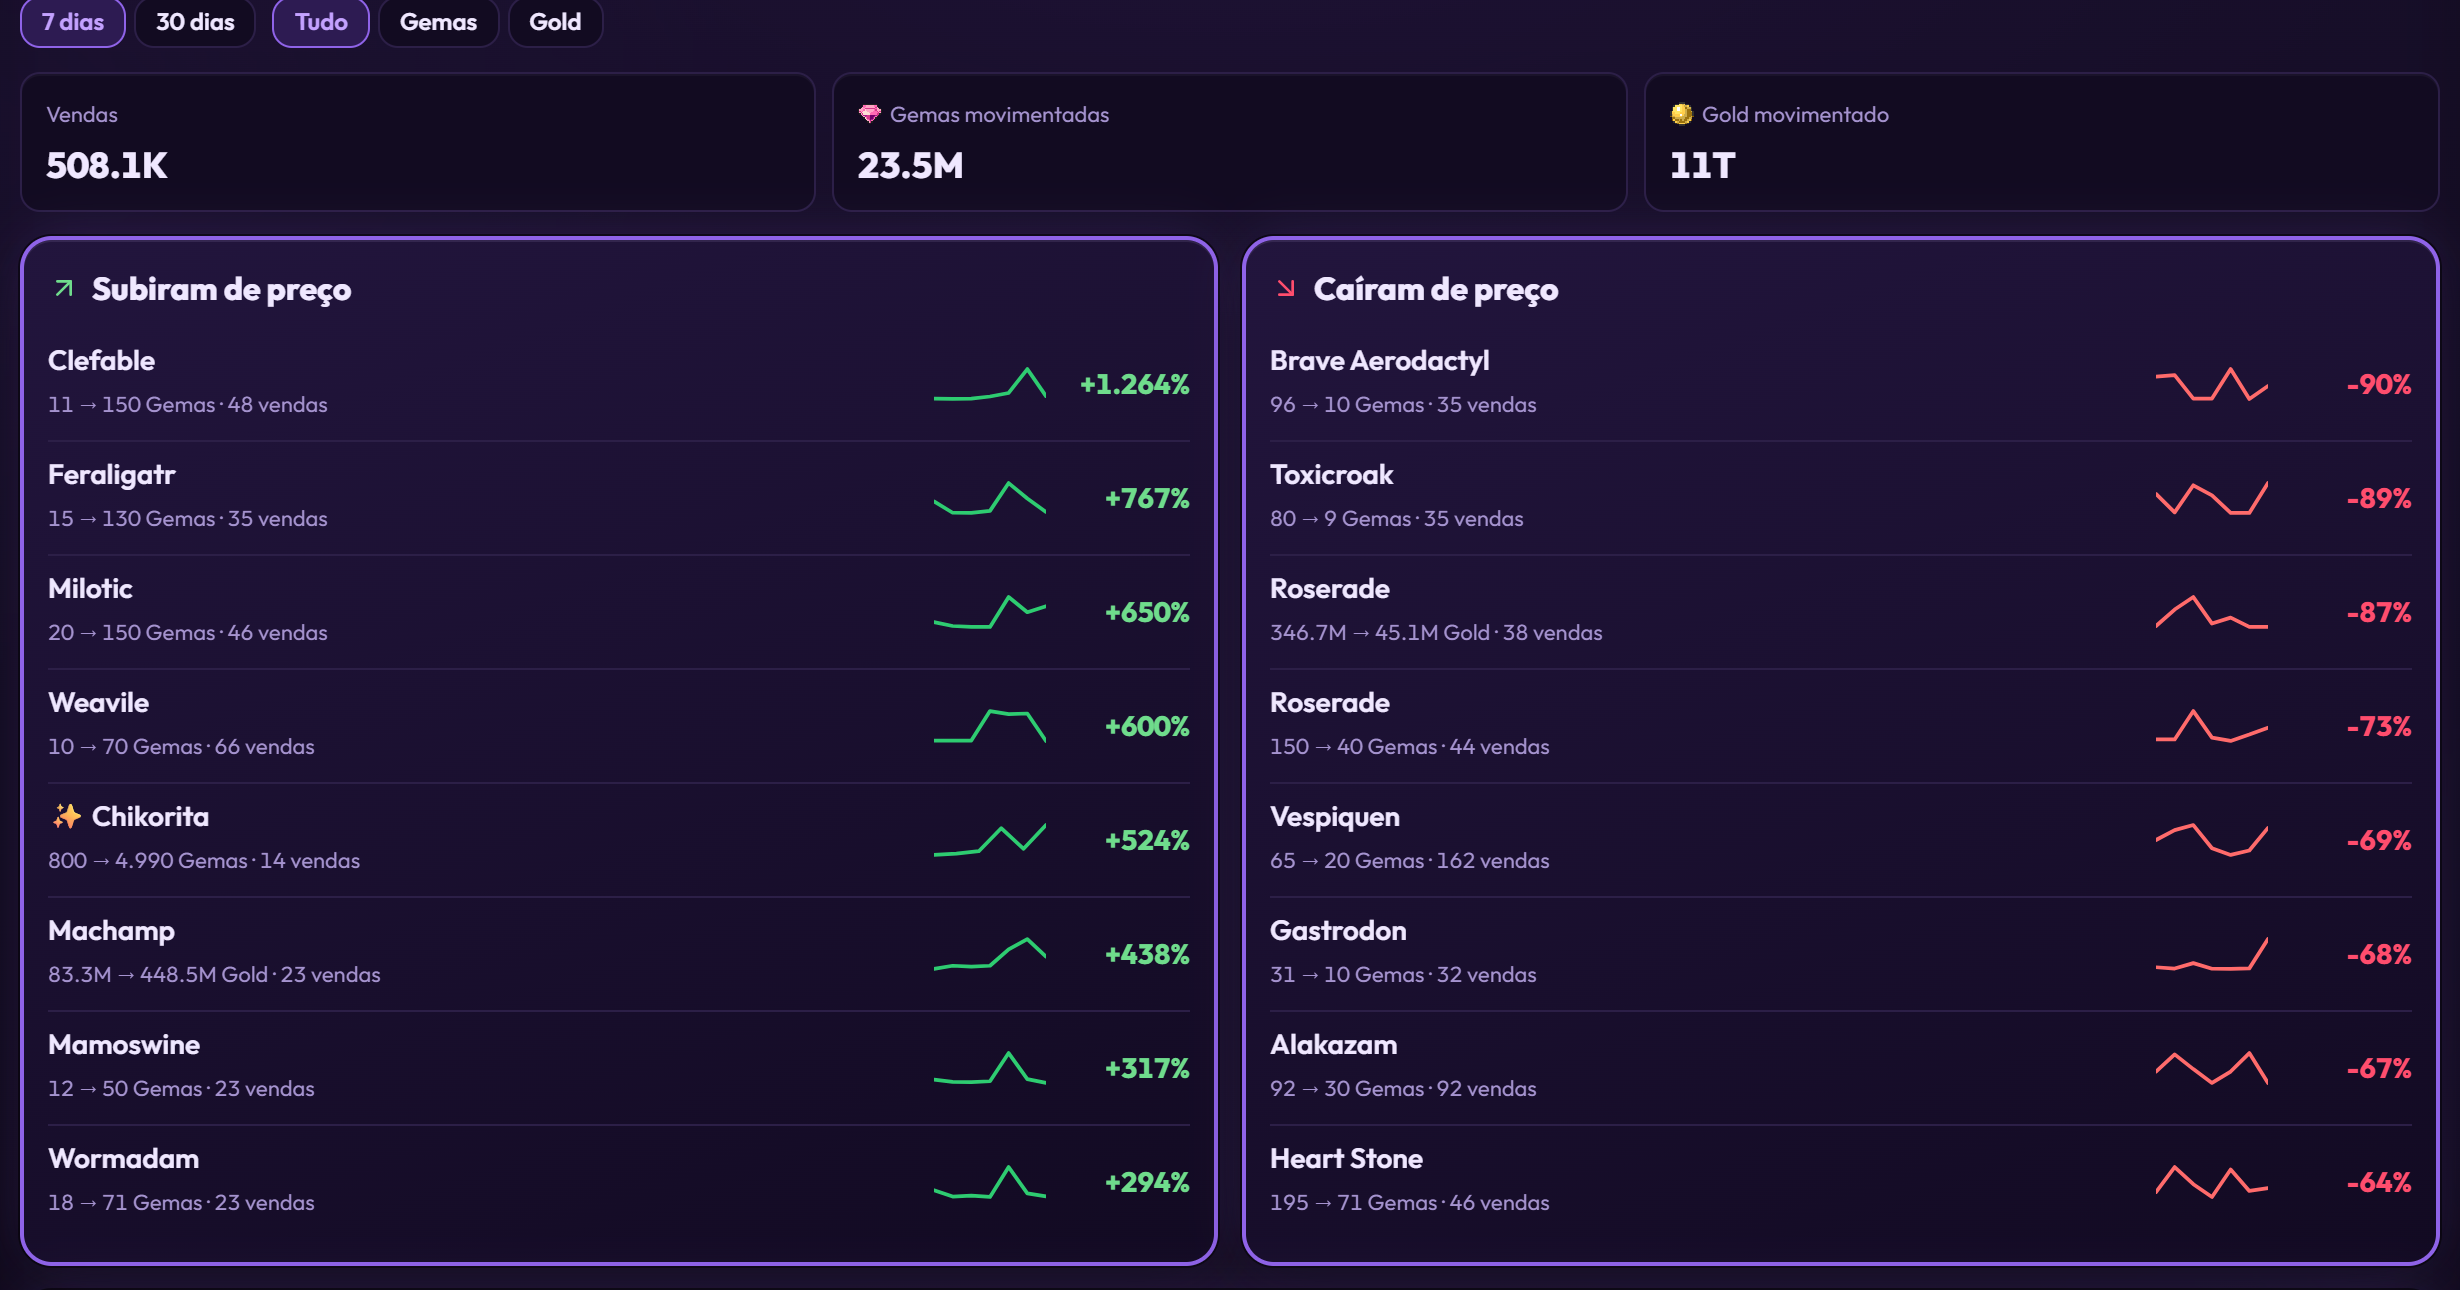 7 dias 30 dias Tudo Gemas Gold
Vendas
508.1K
Gemas movimentadas
23.5M
Gold movimentado
11T
Subiram de preço
Clefable
11 → 150 Gemas · 48 vendas
+1.264%
Feraligatr
15 → 130 Gemas · 35 vendas
+767%
Milotic
20 → 150 Gemas · 46 vendas
+650%
Weavile
10 → 70 Gemas · 66 vendas
+600%
✨ Chikorita
800 → 4.990 Gemas · 14 vendas
+524%
Machamp
83.3M → 448.5M Gold · 23 vendas
+438%
Mamoswine
12 → 50 Gemas · 23 vendas
+317%
Wormadam
18 → 71 Gemas · 23 vendas
+294%
Caíram de preço
Brave Aerodactyl
96 → 10 Gemas · 35 vendas
-90%
Toxicroak
80 → 9 Gemas · 35 vendas
-89%
Roserade
346.7M → 45.1M Gold · 38 vendas
-87%
Roserade
150 → 40 Gemas · 44 vendas
-73%
Vespiquen
65 → 20 Gemas · 162 vendas
-69%
Gastrodon
31 → 10 Gemas · 32 vendas
-68%
Alakazam
92 → 30 Gemas · 92 vendas
-67%
Heart Stone
195 → 71 Gemas · 46 vendas
-64%